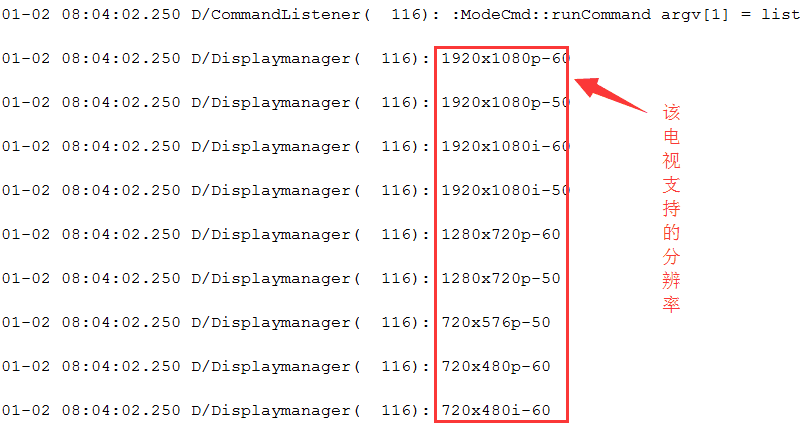 01-02 08:04:02.250 D/CommandListener(  116): :ModeCmd::runCommand argv[1] = list
01-02 08:04:02.250 D/Displaymanager(  116): 1920x1080p-60
01-02 08:04:02.250 D/Displaymanager(  116): 1920x1080p-50
01-02 08:04:02.250 D/Displaymanager(  116): 1920x1080i-60
01-02 08:04:02.250 D/Displaymanager(  116): 1920x1080i-50
01-02 08:04:02.250 D/Displaymanager(  116): 1280x720p-60
01-02 08:04:02.250 D/Displaymanager(  116): 1280x720p-50
01-02 08:04:02.250 D/Displaymanager(  116): 720x576p-50
01-02 08:04:02.250 D/Displaymanager(  116): 720x480p-60
01-02 08:04:02.250 D/Displaymanager(  116): 720x480i-60
该电视支持的分辨率